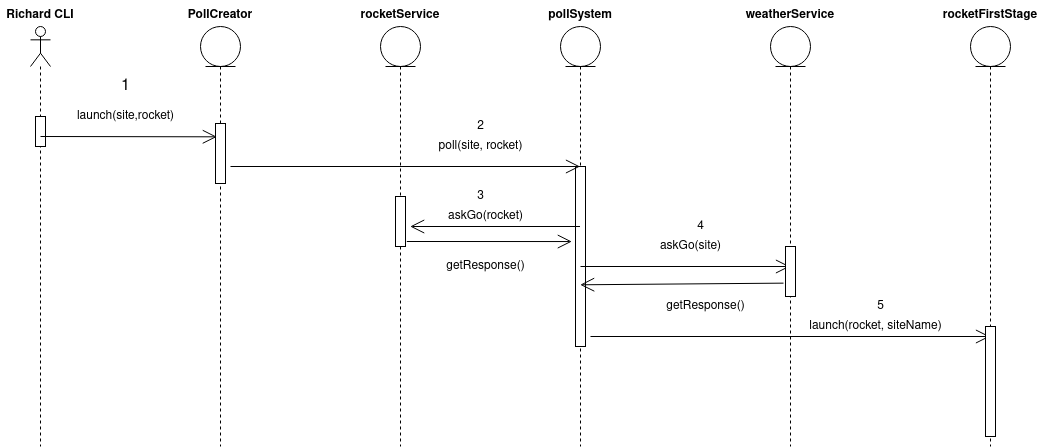 Richard CLI
PollCreator
rocketService
pollSystem
weatherService
rocketFirstStage
1
launch(site,rocket)
2
poll(site, rocket)
3
askGo(rocket)
4
askGo(site)
getResponse()
getResponse()
5
launch(rocket, siteName)